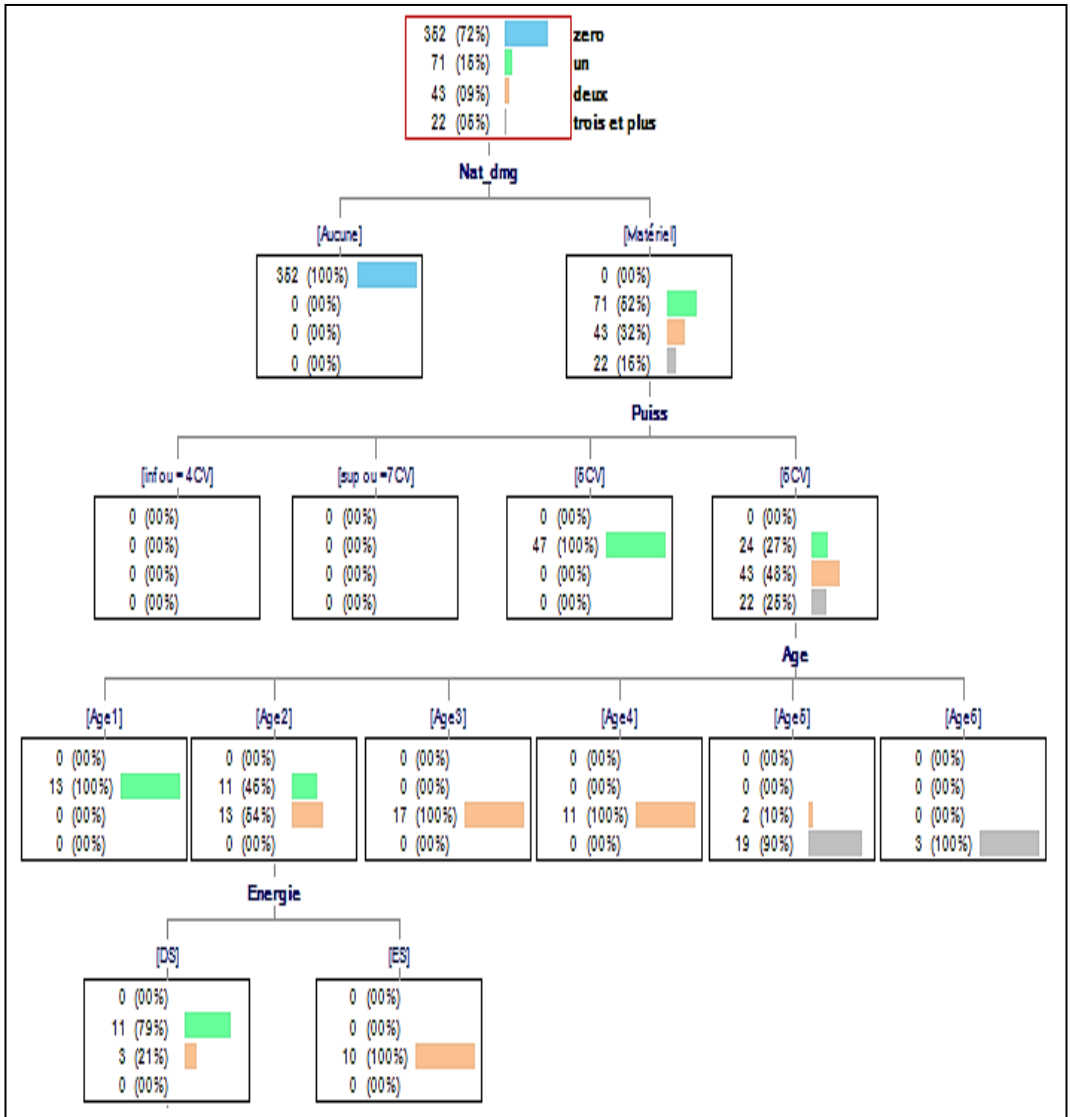 352 (72%) zero
71 (15%) un
43 (09%) deux
22 (05%) trois et plus
Nat_dmg
[Aucune] [Matériel]
352 (100%) 0 (00%)
0 (00%) 71 (52%)
0 (00%) 43 (32%)
0 (00%) 22 (16%)
Puiss
[inf ou = 4CV] [sup ou =7CV] [5CV] [6CV]
0 (00%) 0 (00%) 0 (00%) 0 (00%)
0 (00%) 0 (00%) 47 (100%) 24 (27%)
0 (00%) 0 (00%) 0 (00%) 43 (48%)
0 (00%) 0 (00%) 0 (00%) 22 (25%)
Age
[Age1] [Age2] [Age3] [Age4] [Age5] [Age6]
0 (00%) 0 (00%) 0 (00%) 0 (00%) 0 (00%) 0 (00%)
13 (100%) 11 (46%) 0 (00%) 0 (00%) 0 (00%) 0 (00%)
0 (00%) 13 (54%) 17 (100%) 11 (100%) 2 (10%) 0 (00%)
0 (00%) 0 (00%) 0 (00%) 0 (00%) 19 (90%) 3 (100%)
Energie
[DS] [ES]
0 (00%) 0 (00%)
11 (79%) 0 (00%)
3 (21%) 10 (100%)
0 (00%) 0 (00%)